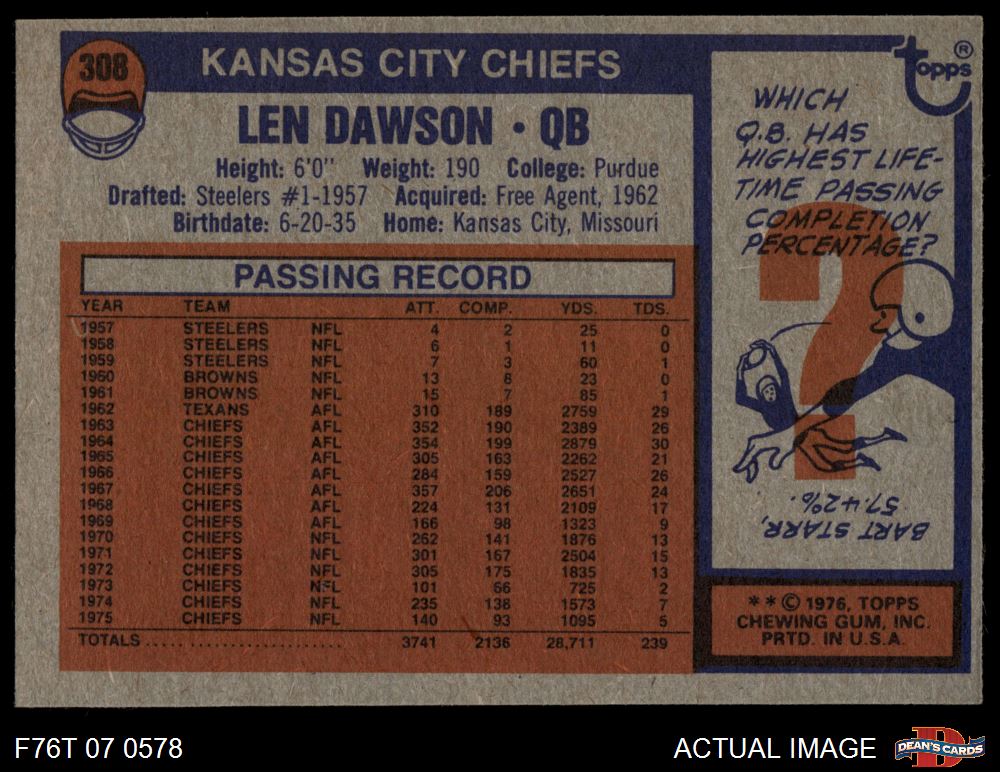 308
KANSAS CITY CHIEFS
LEN DAWSON • QB
Height: 6'0" Weight: 190 College: Purdue
Drafted: Steelers #1-1957 Acquired: Free Agent, 1962
Birthdate: 6-20-35 Home: Kansas City, Missouri
PASSING RECORD
YEAR TEAM ATT. COMP. YDS. TDS.
1957 STEELERS NFL 4 2 25 0
1958 STEELERS NFL 6 1 11 0
1959 STEELERS NFL 7 3 60 1
1960 BROWNS NFL 13 8 23 0
1961 BROWNS NFL 15 7 85 1
1962 TEXANS AFL 310 189 2759 29
1963 CHIEFS AFL 352 190 2389 26
1964 CHIEFS AFL 354 199 2879 30
1965 CHIEFS AFL 305 163 2262 21
1966 CHIEFS AFL 284 159 2527 26
1967 CHIEFS AFL 357 206 2651 24
1968 CHIEFS AFL 224 131 2109 17
1969 CHIEFS AFL 166 98 1323 9
1970 CHIEFS NFL 262 141 1876 13
1971 CHIEFS NFL 301 167 2504 15
1972 CHIEFS NFL 305 175 1835 13
1973 CHIEFS NFL 101 66 725 2
1974 CHIEFS NFL 235 138 1573 7
1975 CHIEFS NFL 140 93 1095 5
TOTALS 3741 2136 28,711 239
topps ®
WHICH
Q.B. HAS
HIGHEST LIFE-
TIME PASSING
COMPLETION
PERCENTAGE?
?
BART STARR,
57.42%.
* * © 1976, TOPPS
CHEWING GUM, INC.
PRTD. IN U.S.A.
F76T 07 0578
ACTUAL IMAGE
D
DEAN'S CARDS